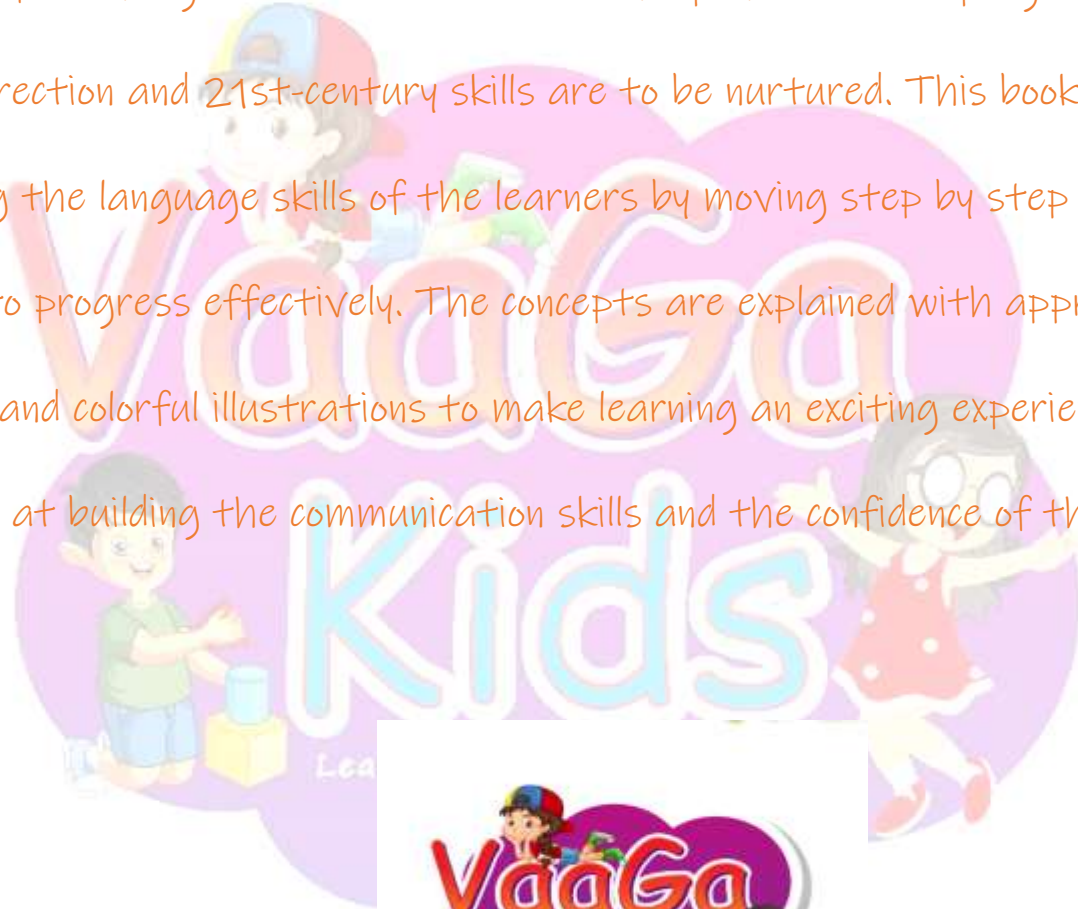 rection and 21st-century skills are to be nurtured. This book
g the language skills of the learners by moving step by step
o progress effectively. The concepts are explained with appr
and colorful illustrations to make learning an exciting experie
at building the communication skills and the confidence of th
VaaGa
Kids
Lea
VaaGa